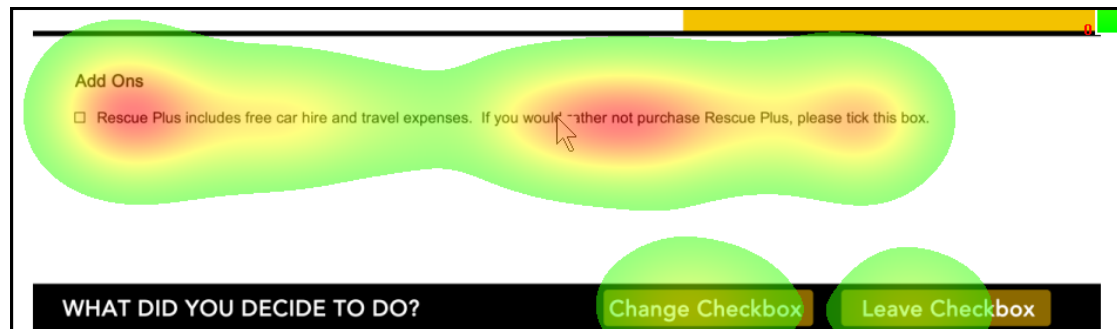 0
Add Ons
Rescue Plus includes free car hire and travel expenses. If you would rather not purchase Rescue Plus, please tick this box.
WHAT DID YOU DECIDE TO DO? Change Checkbox Leave Checkbox